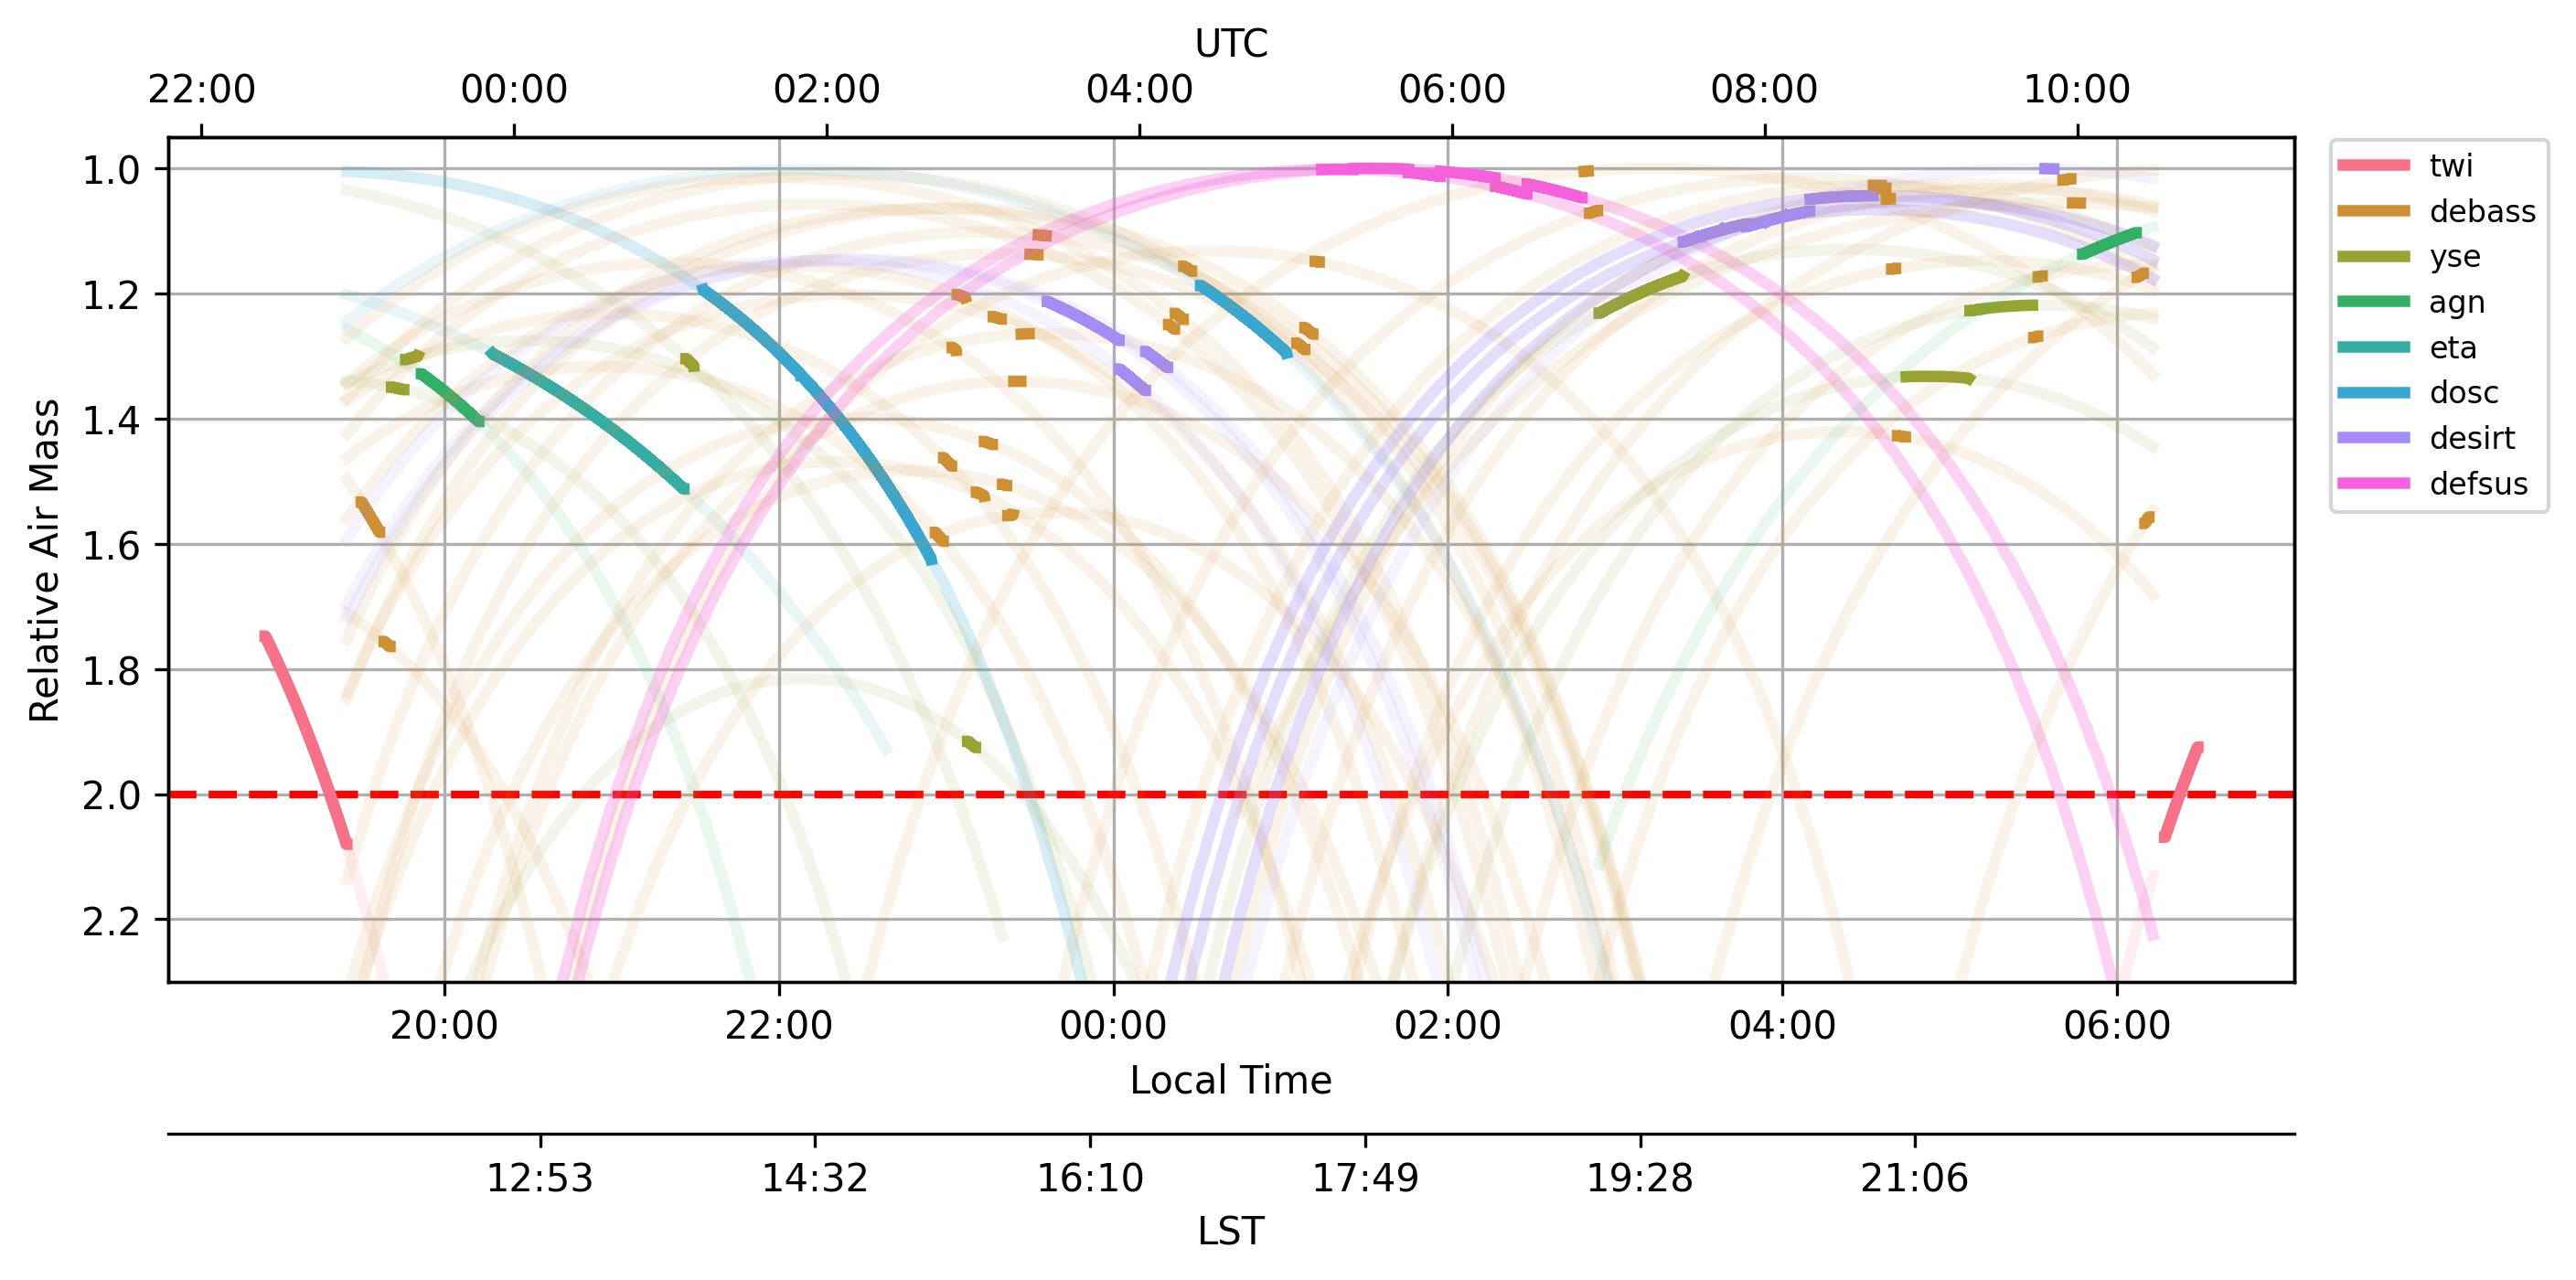 UTC
22:00 00:00 02:00 04:00 06:00 08:00 10:00
Relative Air Mass
1.0
1.2
1.4
1.6
1.8
2.0
2.2
twi
debass
yse
agn
eta
dosc
desirt
defsus
20:00 22:00 00:00 02:00 04:00 06:00
Local Time
12:53 14:32 16:10 17:49 19:28 21:06
LST